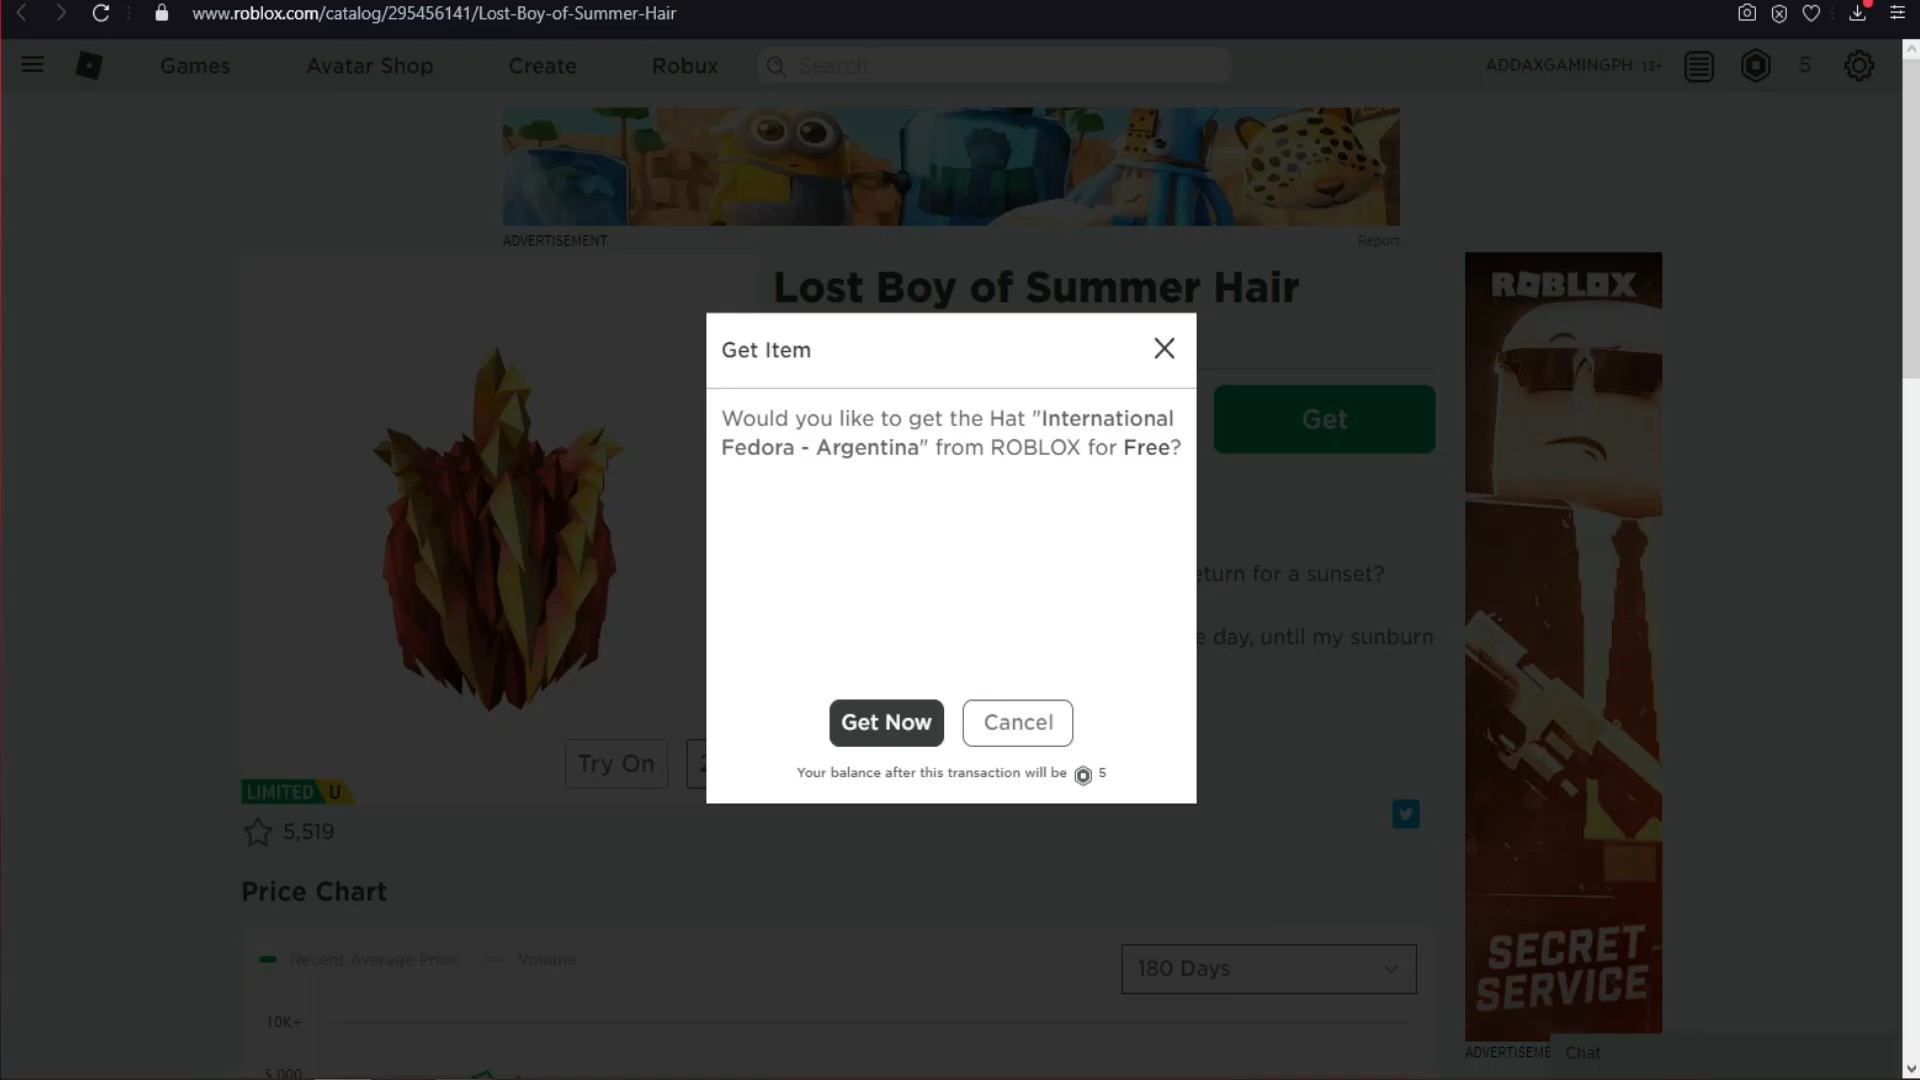 www.roblox.com/catalog/295456141/Lost-Boy-of-Summer-Hair
Games
Avatar Shop
Create
Robux
Search
ADDAXGAMINGPH: 13+
5
ADVERTISEMENT
Report
Lost Boy of Summer Hair
ROBLOX
Get Item
Would you like to get the Hat "International
Fedora - Argentina" from ROBLOX for Free?
Get
eturn for a sunset?
e day, until my sunburn
Get Now
Cancel
Your balance after this transaction will be 5
Try On
LIMITED U
5,519
Price Chart
Recent Average Price
Volume
180 Days
10K+
5,000
SECRET
SERVICE
ADVERTISEME
Chat